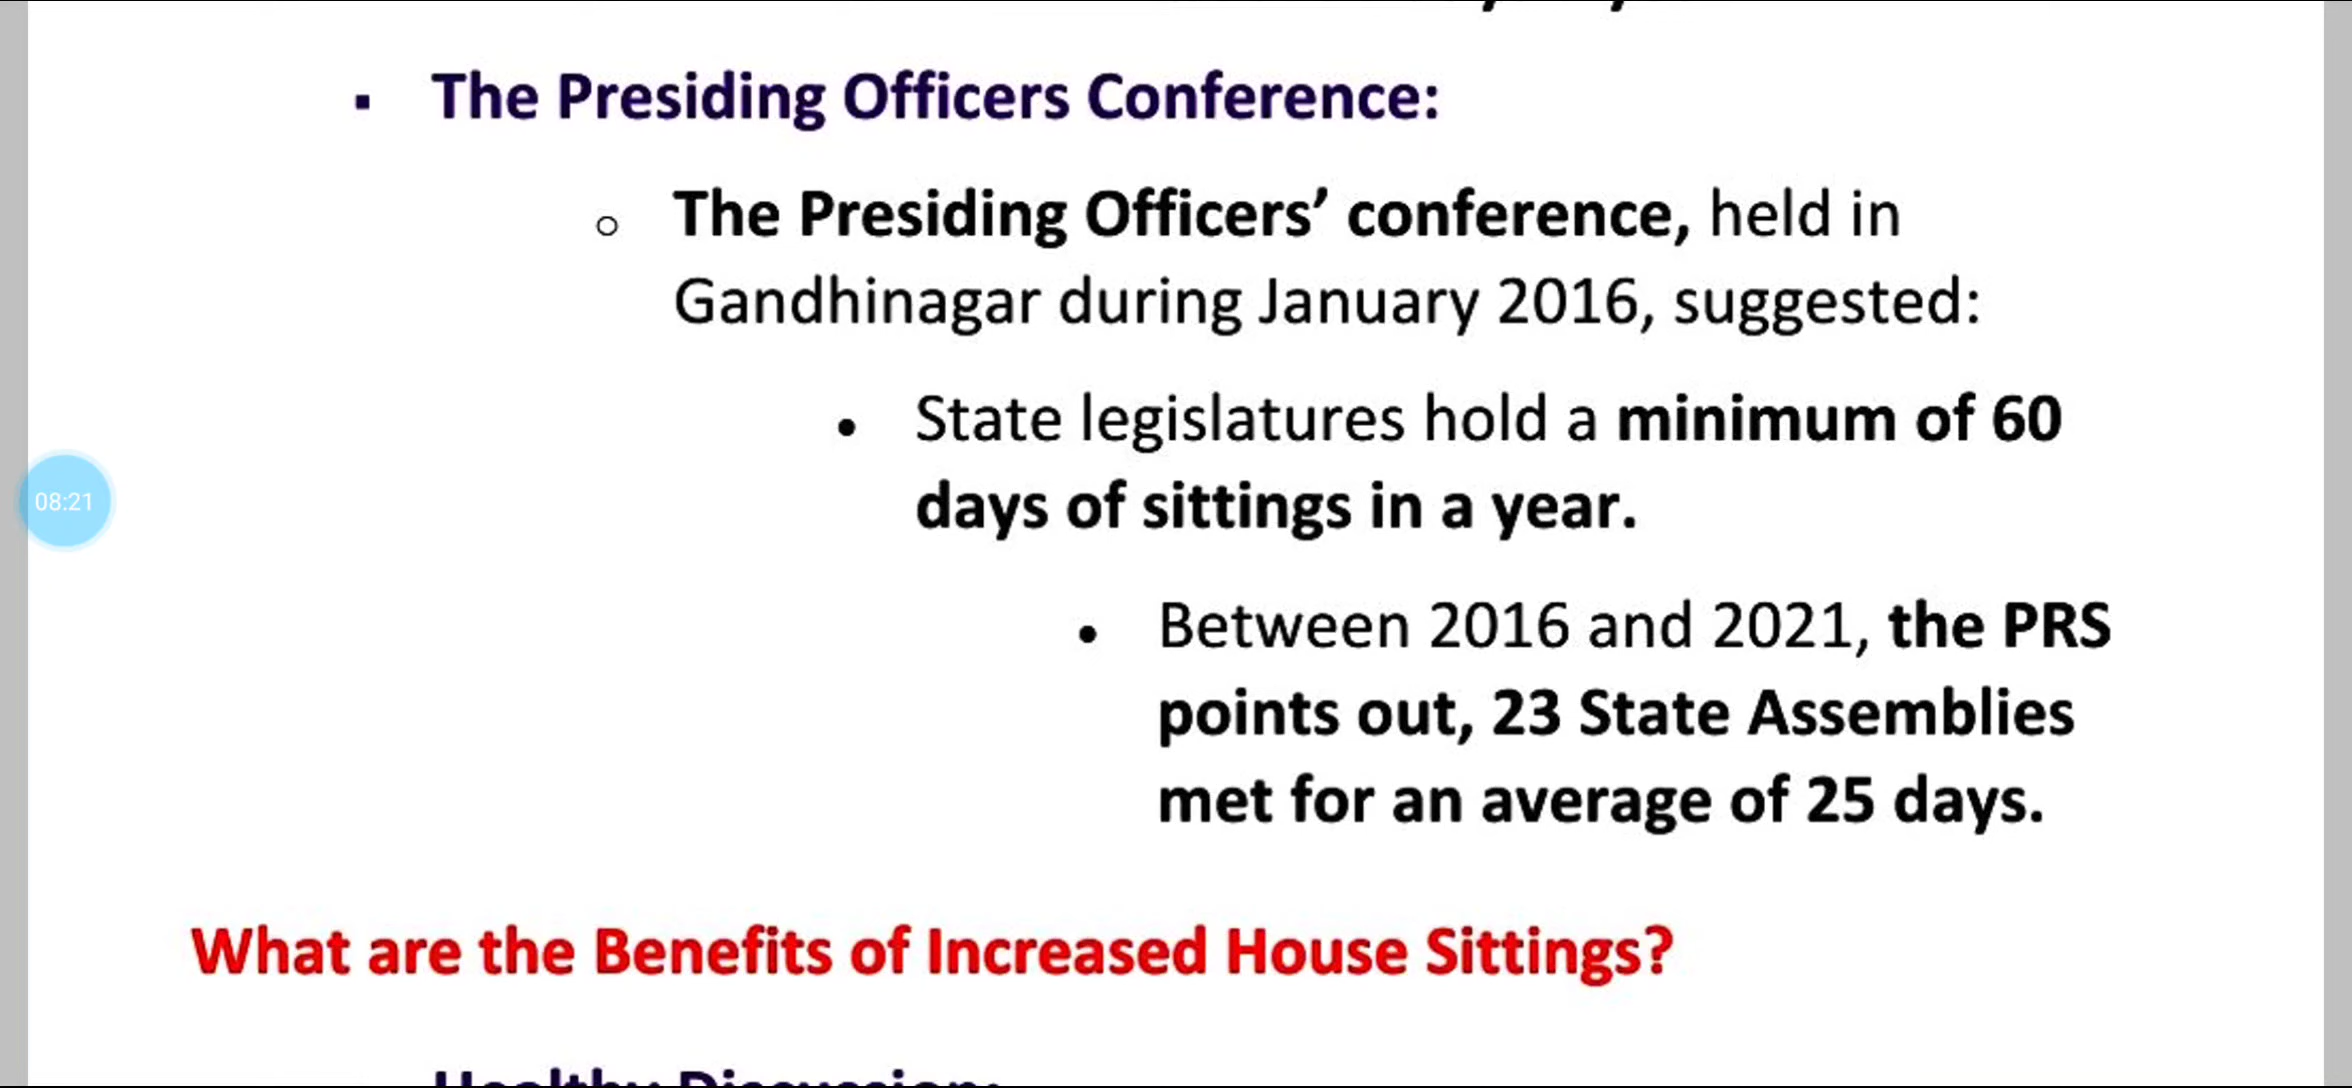 The Presiding Officers Conference:
The Presiding Officers’ conference, held in
Gandhinagar during January 2016, suggested:
State legislatures hold a minimum of 60
days of sittings in a year.
08:21
Between 2016 and 2021, the PRS
points out, 23 State Assemblies
met for an average of 25 days.
What are the Benefits of Increased House Sittings?
Healthy Discussion: